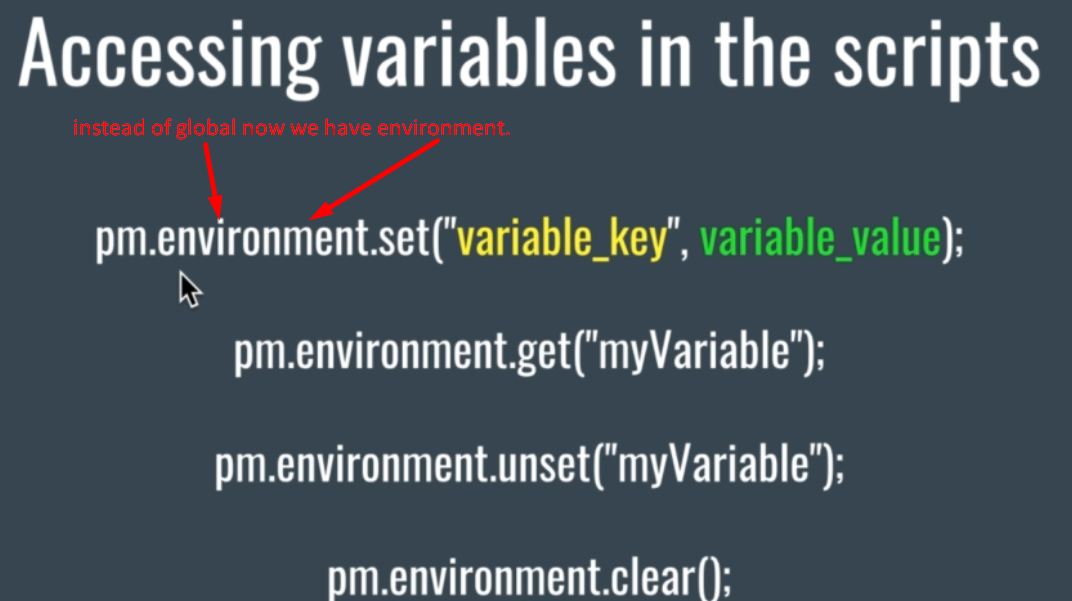 Accessing variables in the scripts
instead of global now we have environment.
pm.environment.set("variable_key", variable_value);
pm.environment.get("myVariable");
pm.environment.unset("myVariable");
pm.environment.clear();